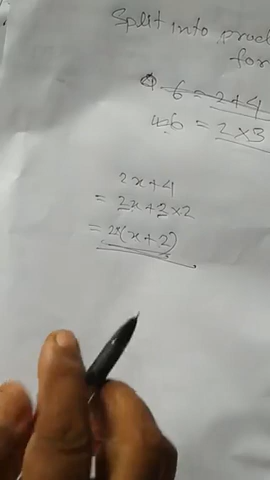 Split into prod
for
6 = 2+4
6 = 2×3
2x+4
= 2x+2×2
= 2(x+2)